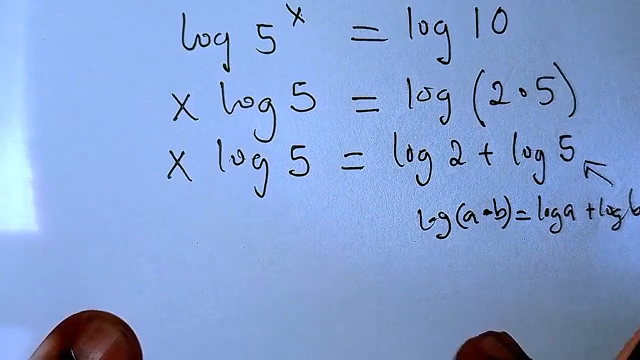 log 5^x = log 10
x log 5 = log (2・5)
x log 5 = log 2 + log 5
log(a・b) = log a + log b